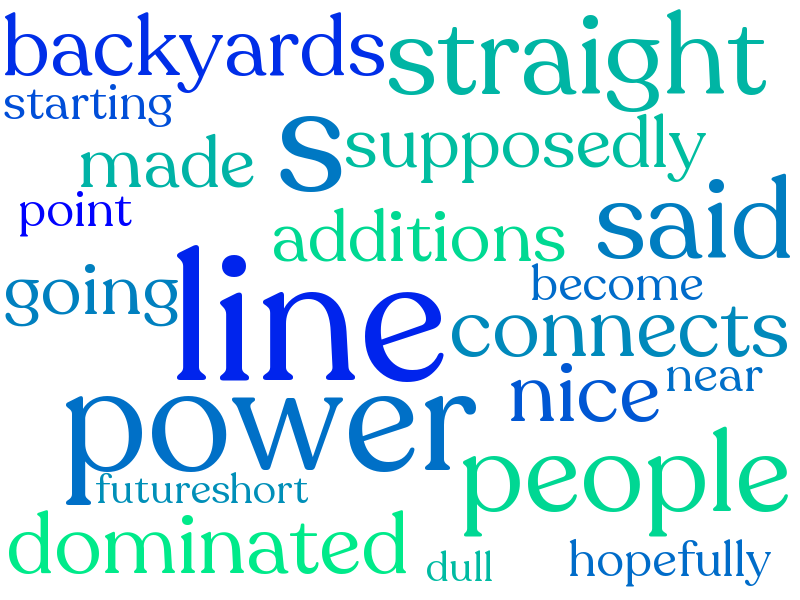 backyards straight
starting
made s supposedly
point
additions said
going line become
connects
power nice near
futureshort people
dominated dull hopefully